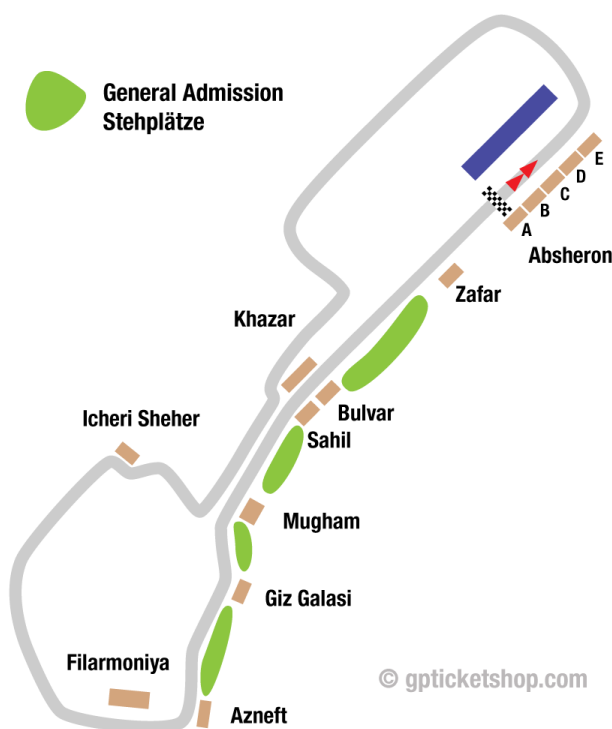 General Admission
Stehplätze
E
D
C
B
A
Absheron
Zafar
Khazar
Bulvar
Icheri Sheher
Sahil
Mugham
Giz Galasi
Filarmoniya
© gpticketshop.com
Azneft